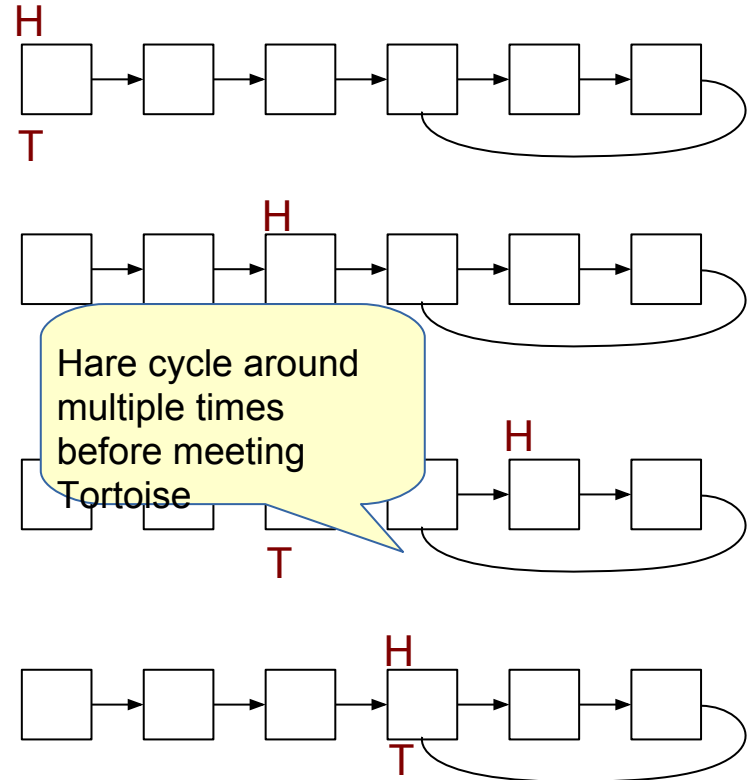 H
T
H
Hare cycle around
multiple times
before meeting
Tortoise
H
T
H
T